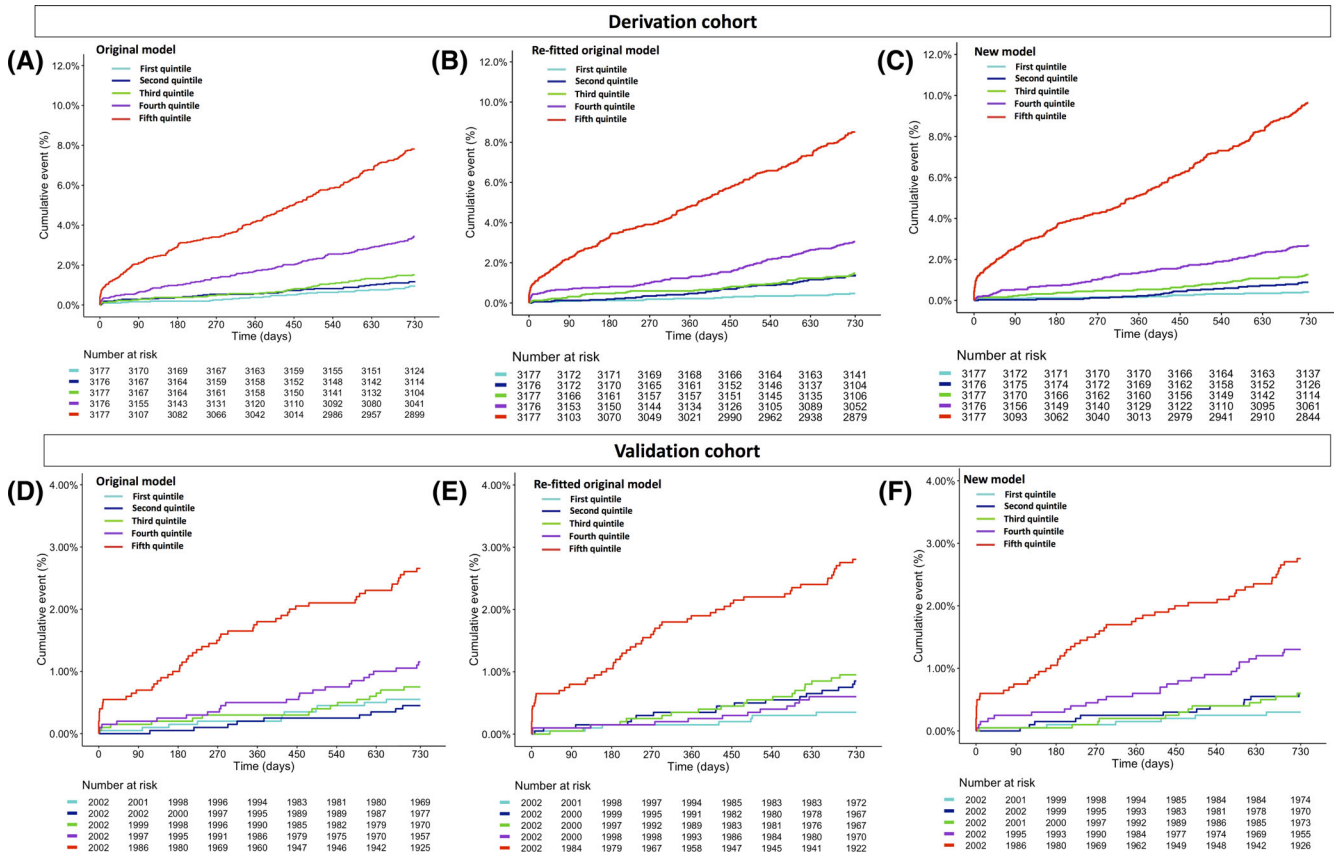 Derivation cohort
(A)
Original model
First quintile
Second quintile
Third quintile
Fourth quintile
Fifth quintile
Cumulative event (%)
12.0%
10.0%
8.0%
6.0%
4.0%
2.0%
0.0%
0 90 180 270 360 450 540 630 730
Time (days)
Number at risk
3177 3170 3169 3167 3163 3159 3155 3151 3124
3176 3167 3164 3159 3158 3152 3148 3142 3114
3177 3167 3164 3161 3158 3150 3141 3132 3104
3176 3155 3143 3131 3120 3110 3092 3080 3041
3177 3107 3082 3066 3042 3014 2986 2957 2899
(B)
Re-fitted original model
First quintile
Second quintile
Third quintile
Fourth quintile
Fifth quintile
Cumulative event (%)
12.0%
10.0%
8.0%
6.0%
4.0%
2.0%
0.0%
0 90 180 270 360 450 540 630 730
Time (days)
Number at risk
3177 3172 3171 3169 3168 3166 3164 3163 3141
3176 3172 3170 3165 3161 3152 3146 3137 3104
3177 3166 3161 3157 3157 3151 3145 3135 3106
3176 3153 3150 3144 3134 3126 3105 3089 3052
3177 3103 3070 3049 3021 2990 2962 2938 2879
(C)
New model
First quintile
Second quintile
Third quintile
Fourth quintile
Fifth quintile
Cumulative event (%)
12.0%
10.0%
8.0%
6.0%
4.0%
2.0%
0.0%
0 90 180 270 360 450 540 630 730
Time (days)
Number at risk
3177 3172 3171 3170 3170 3166 3164 3163 3137
3176 3175 3174 3172 3169 3162 3158 3152 3126
3177 3170 3166 3162 3160 3156 3149 3142 3114
3176 3156 3149 3140 3129 3122 3110 3095 3061
3177 3093 3062 3040 3013 2979 2941 2910 2844
Validation cohort
(D)
Original model
First quintile
Second quintile
Third quintile
Fourth quintile
Fifth quintile
Cumulative event (%)
4.00%
3.00%
2.00%
1.00%
0.00%
0 90 180 270 360 450 540 630 730
Time (days)
Number at risk
2002 2001 1998 1996 1994 1983 1981 1980 1969
2002 2002 2000 1997 1995 1989 1989 1987 1977
2002 1999 1998 1996 1990 1985 1982 1979 1970
2002 1997 1995 1991 1986 1979 1975 1970 1957
2002 1986 1980 1969 1960 1947 1946 1942 1925
(E)
Re-fitted original model
First quintile
Second quintile
Third quintile
Fourth quintile
Fifth quintile
Cumulative event (%)
4.00%
3.00%
2.00%
1.00%
0.00%
0 90 180 270 360 450 540 630 730
Time (days)
Number at risk
2002 2001 1998 1997 1994 1985 1983 1983 1972
2002 2000 1999 1995 1991 1982 1980 1978 1967
2002 2000 1997 1992 1989 1983 1981 1976 1967
2002 2000 1998 1998 1993 1986 1984 1980 1970
2002 1984 1979 1967 1958 1947 1945 1941 1922
(F)
New model
First quintile
Second quintile
Third quintile
Fourth quintile
Fifth quintile
Cumulative event (%)
4.00%
3.00%
2.00%
1.00%
0.00%
0 90 180 270 360 450 540 630 730
Time (days)
Number at risk
2002 2001 1999 1998 1994 1985 1984 1984 1974
2002 2002 1999 1995 1993 1983 1981 1978 1970
2002 2001 2000 1997 1992 1989 1986 1985 1973
2002 1995 1993 1990 1984 1977 1974 1969 1955
2002 1986 1980 1968 1962 1949 1948 1942 1926